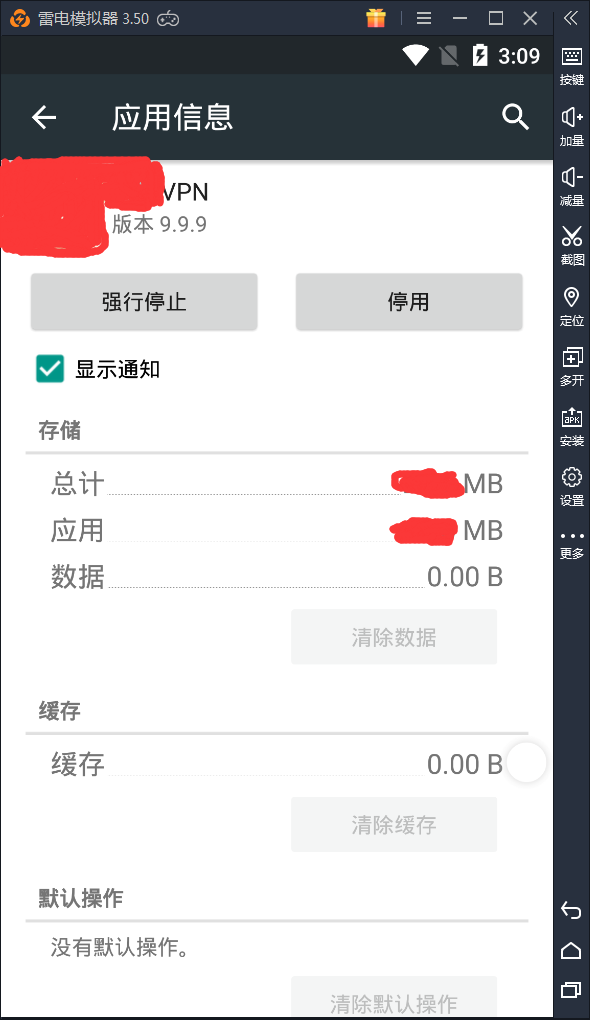 雷电模拟器 3.50
3:09
应用信息
VPN
版本 9.9.9
强行停止
停用
显示通知
存储
总计 MB
应用 MB
数据 0.00 B
清除数据
缓存
缓存 0.00 B
清除缓存
默认操作
没有默认操作。
清除默认操作
按键
加量
减量
截图
定位
多开
APK
安装
设置
更多